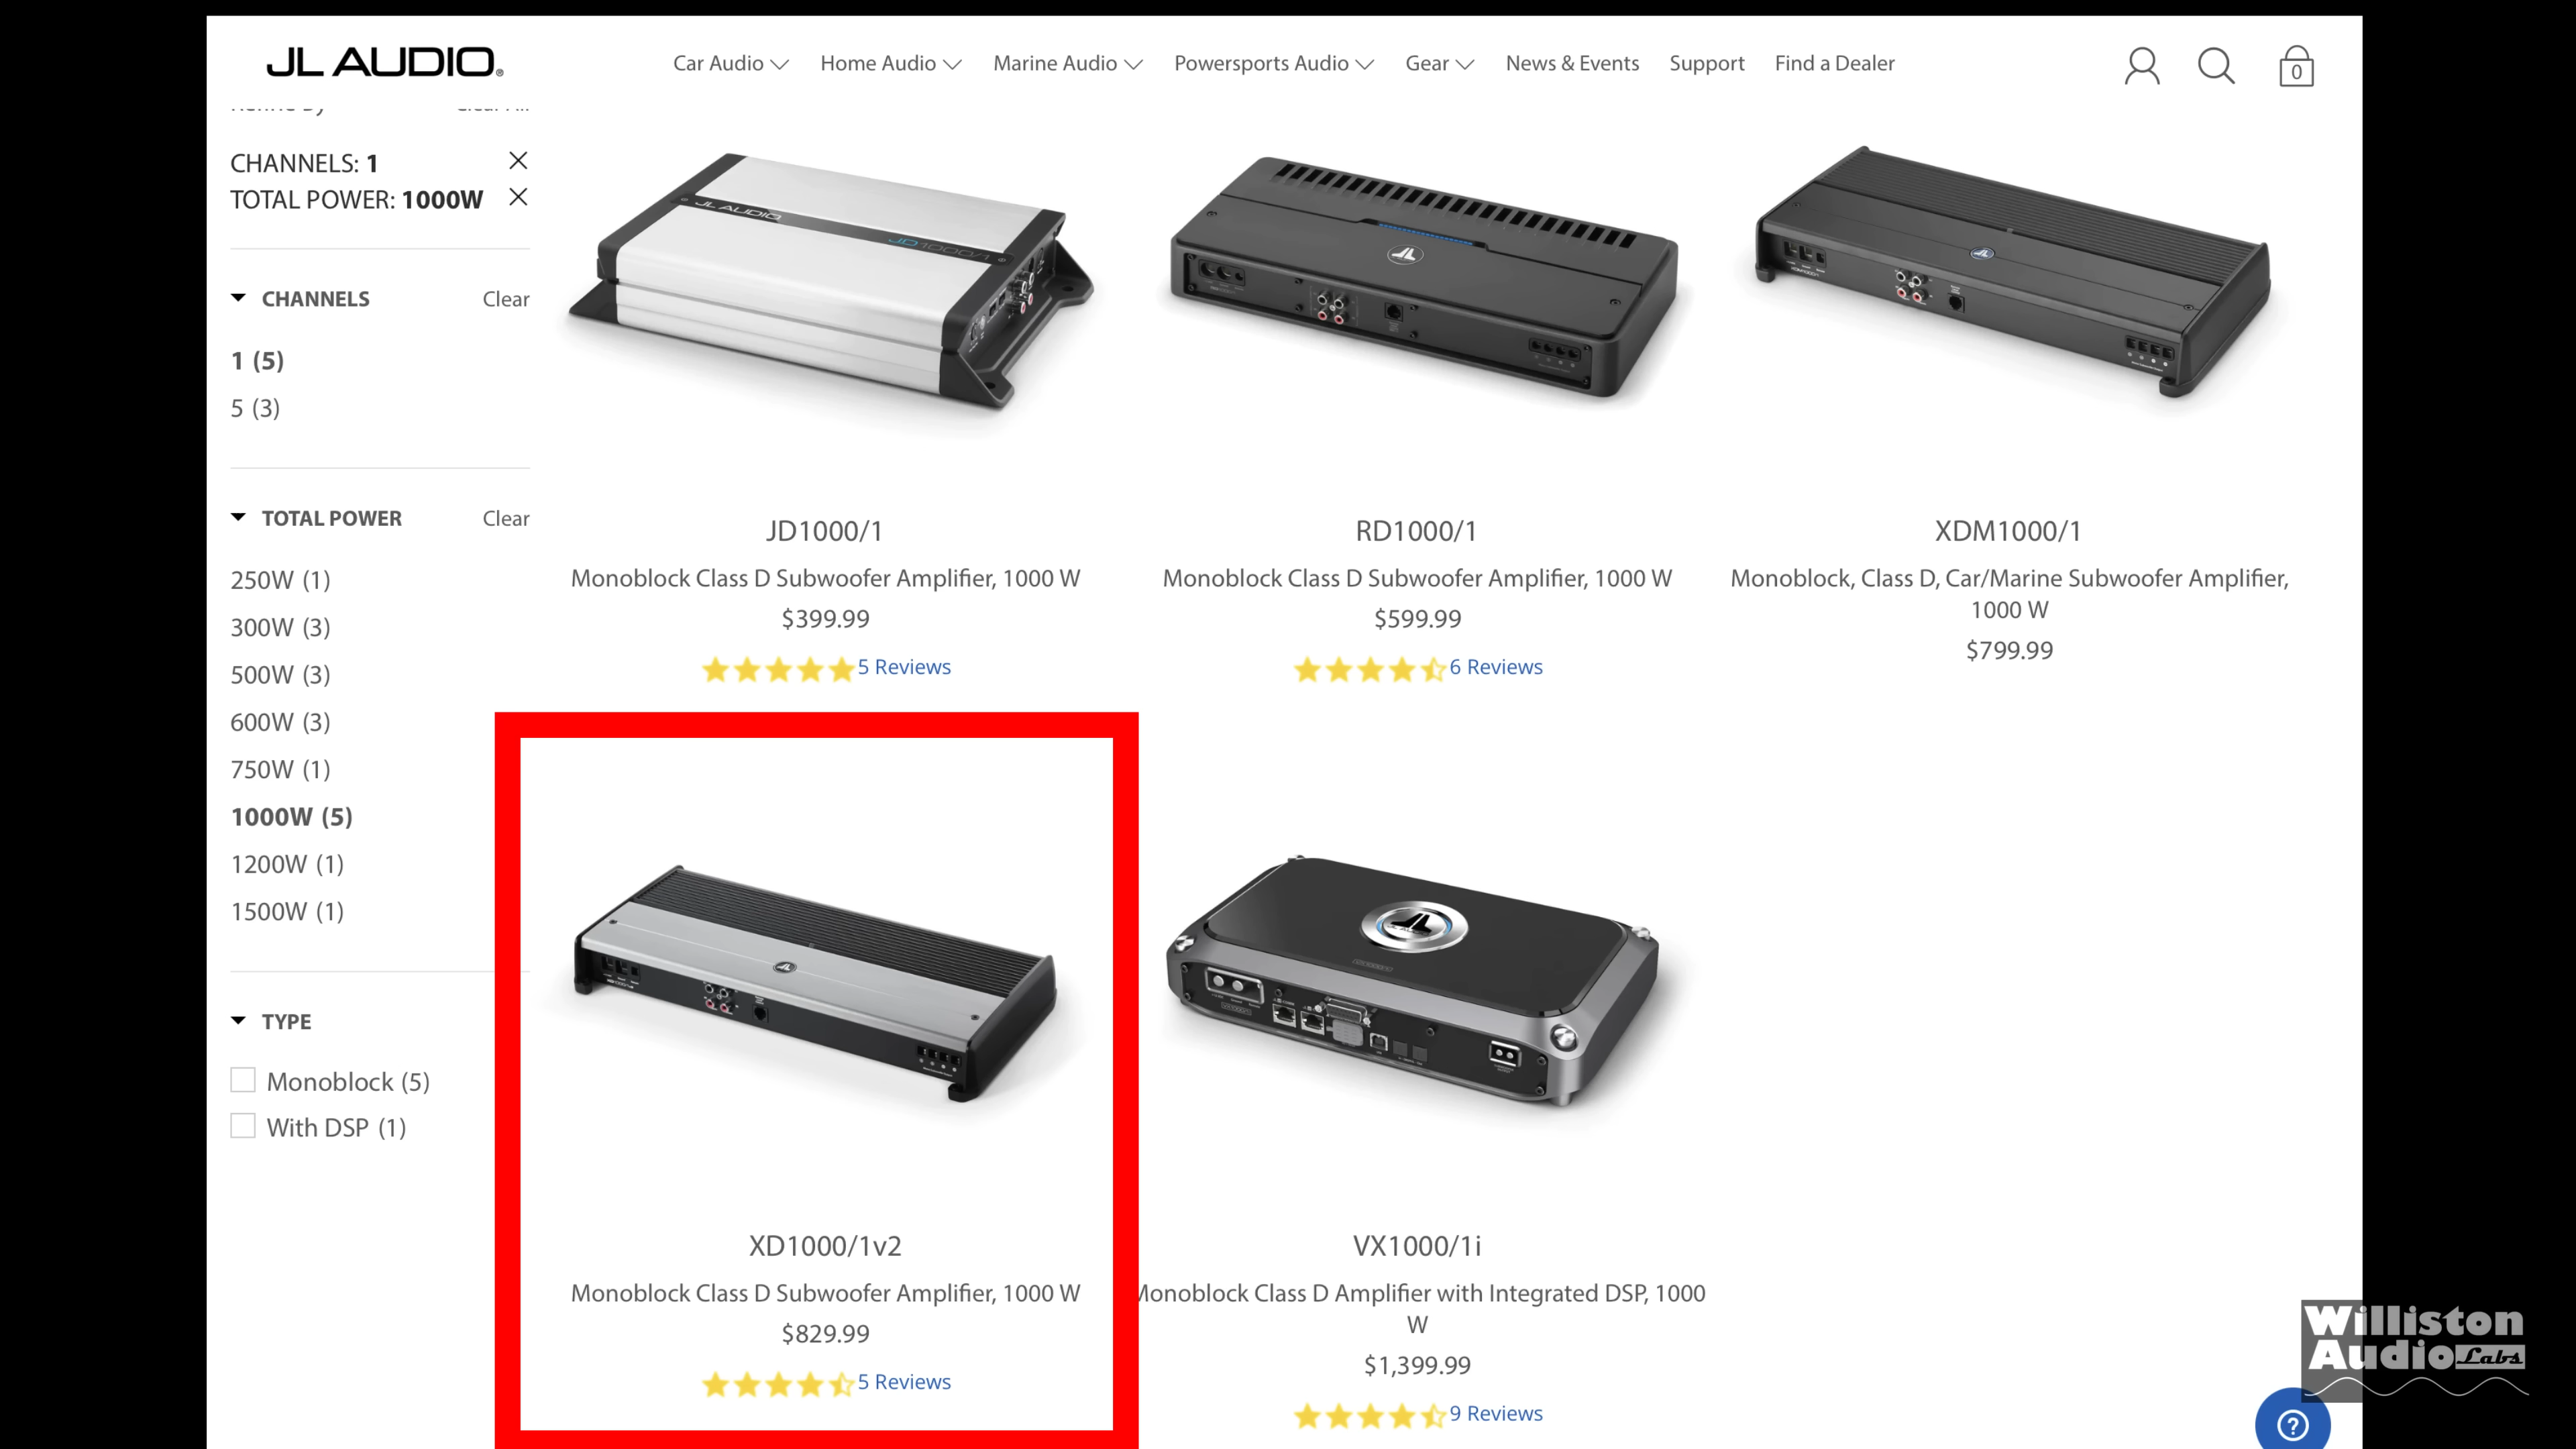 JL AUDIO®
Car Audio
Home Audio
Marine Audio
Powersports Audio
Gear
News & Events
Support
Find a Dealer
0
CHANNELS: 1
TOTAL POWER: 1000W
CHANNELS Clear
1 (5)
5 (3)
TOTAL POWER Clear
250W (1)
300W (3)
500W (3)
600W (3)
750W (1)
1000W (5)
1200W (1)
1500W (1)
TYPE
Monoblock (5)
With DSP (1)
JL AUDIO
JD1000/1
JD1000/1
Monoblock Class D Subwoofer Amplifier, 1000 W
$399.99
5 Reviews
RD1000/1
Monoblock Class D Subwoofer Amplifier, 1000 W
$599.99
6 Reviews
XDM1000/1
Monoblock, Class D, Car/Marine Subwoofer Amplifier,
1000 W
$799.99
XD1000/1v2
Monoblock Class D Subwoofer Amplifier, 1000 W
$829.99
5 Reviews
VX1000/1i
Monoblock Class D Amplifier with Integrated DSP, 1000
W
$1,399.99
9 Reviews
Williston
Audio Labs
?